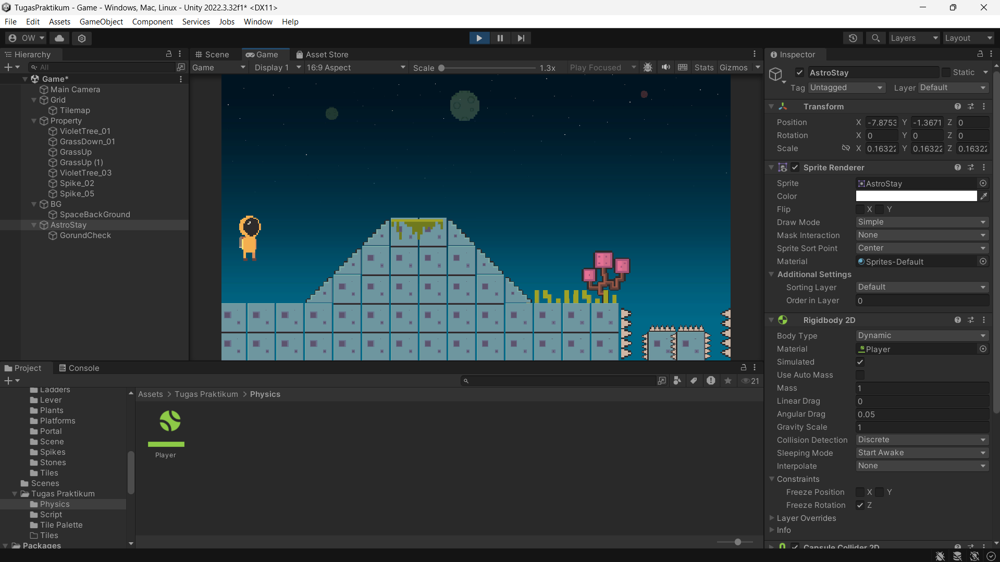 TugasPraktikum - Game - Windows, Mac, Linux - Unity 2022.3.32f1* <DX11>
File Edit Assets GameObject Component Services Jobs Window Help
OW Layers Layout
Hierarchy
All
Game*
Main Camera
Grid
Tilemap
Property
VioletTree_01
GrassDown_01
GrassUp
GrassUp (1)
VioletTree_03
Spike_02
Spike_05
BG
SpaceBackGround
AstroStay
GorundCheck
Scene Game Asset Store
Game Display 1 16:9 Aspect Scale 1.3x Play Focused Stats Gizmos
Project Console
21
Ladders
Lever
Plants
Platforms
Portal
Scene
Spikes
Stones
Tiles
Scenes
Tugas Praktikum
Physics
Script
Tile Palette
Tiles
Packages
Assets > Tugas Praktikum > Physics
Player
Inspector
AstroStay Static
Tag Untagged Layer Default
Transform
Position X -7.8753 Y -1.3671 Z 0
Rotation X 0 Y 0 Z 0
Scale X 0.16322 Y 0.16322 Z 0.16322
Sprite Renderer
Sprite AstroStay
Color
Flip X Y
Draw Mode Simple
Mask Interaction None
Sprite Sort Point Center
Material Sprites-Default
Additional Settings
Sorting Layer Default
Order in Layer 0
Rigidbody 2D
Body Type Dynamic
Material Player
Simulated
Use Auto Mass
Mass 1
Linear Drag 0
Angular Drag 0.05
Gravity Scale 1
Collision Detection Discrete
Sleeping Mode Start Awake
Interpolate None
Constraints
Freeze Position X Y
Freeze Rotation Z
Layer Overrides
Info
Capsule Collider 2D